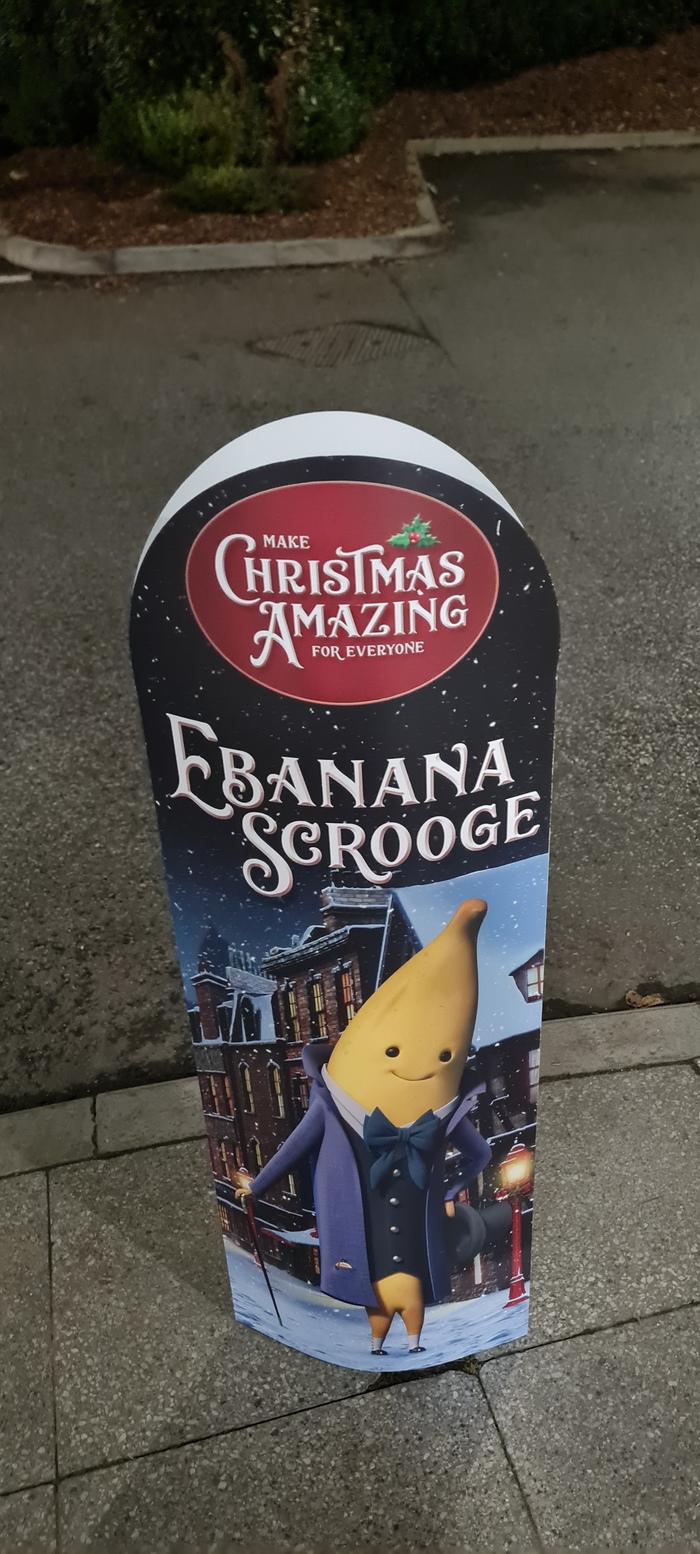 MAKE
CHRISTMAS
AMAZING
FOR EVERYONE
EBANANA
SCROOGE